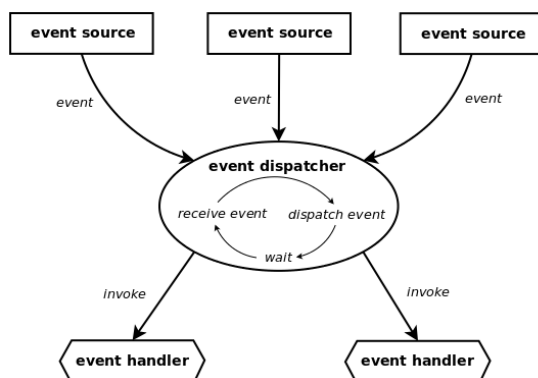 event source
event source
event source
event
event
event
event dispatcher
receive event
dispatch event
wait
invoke
invoke
event handler
event handler